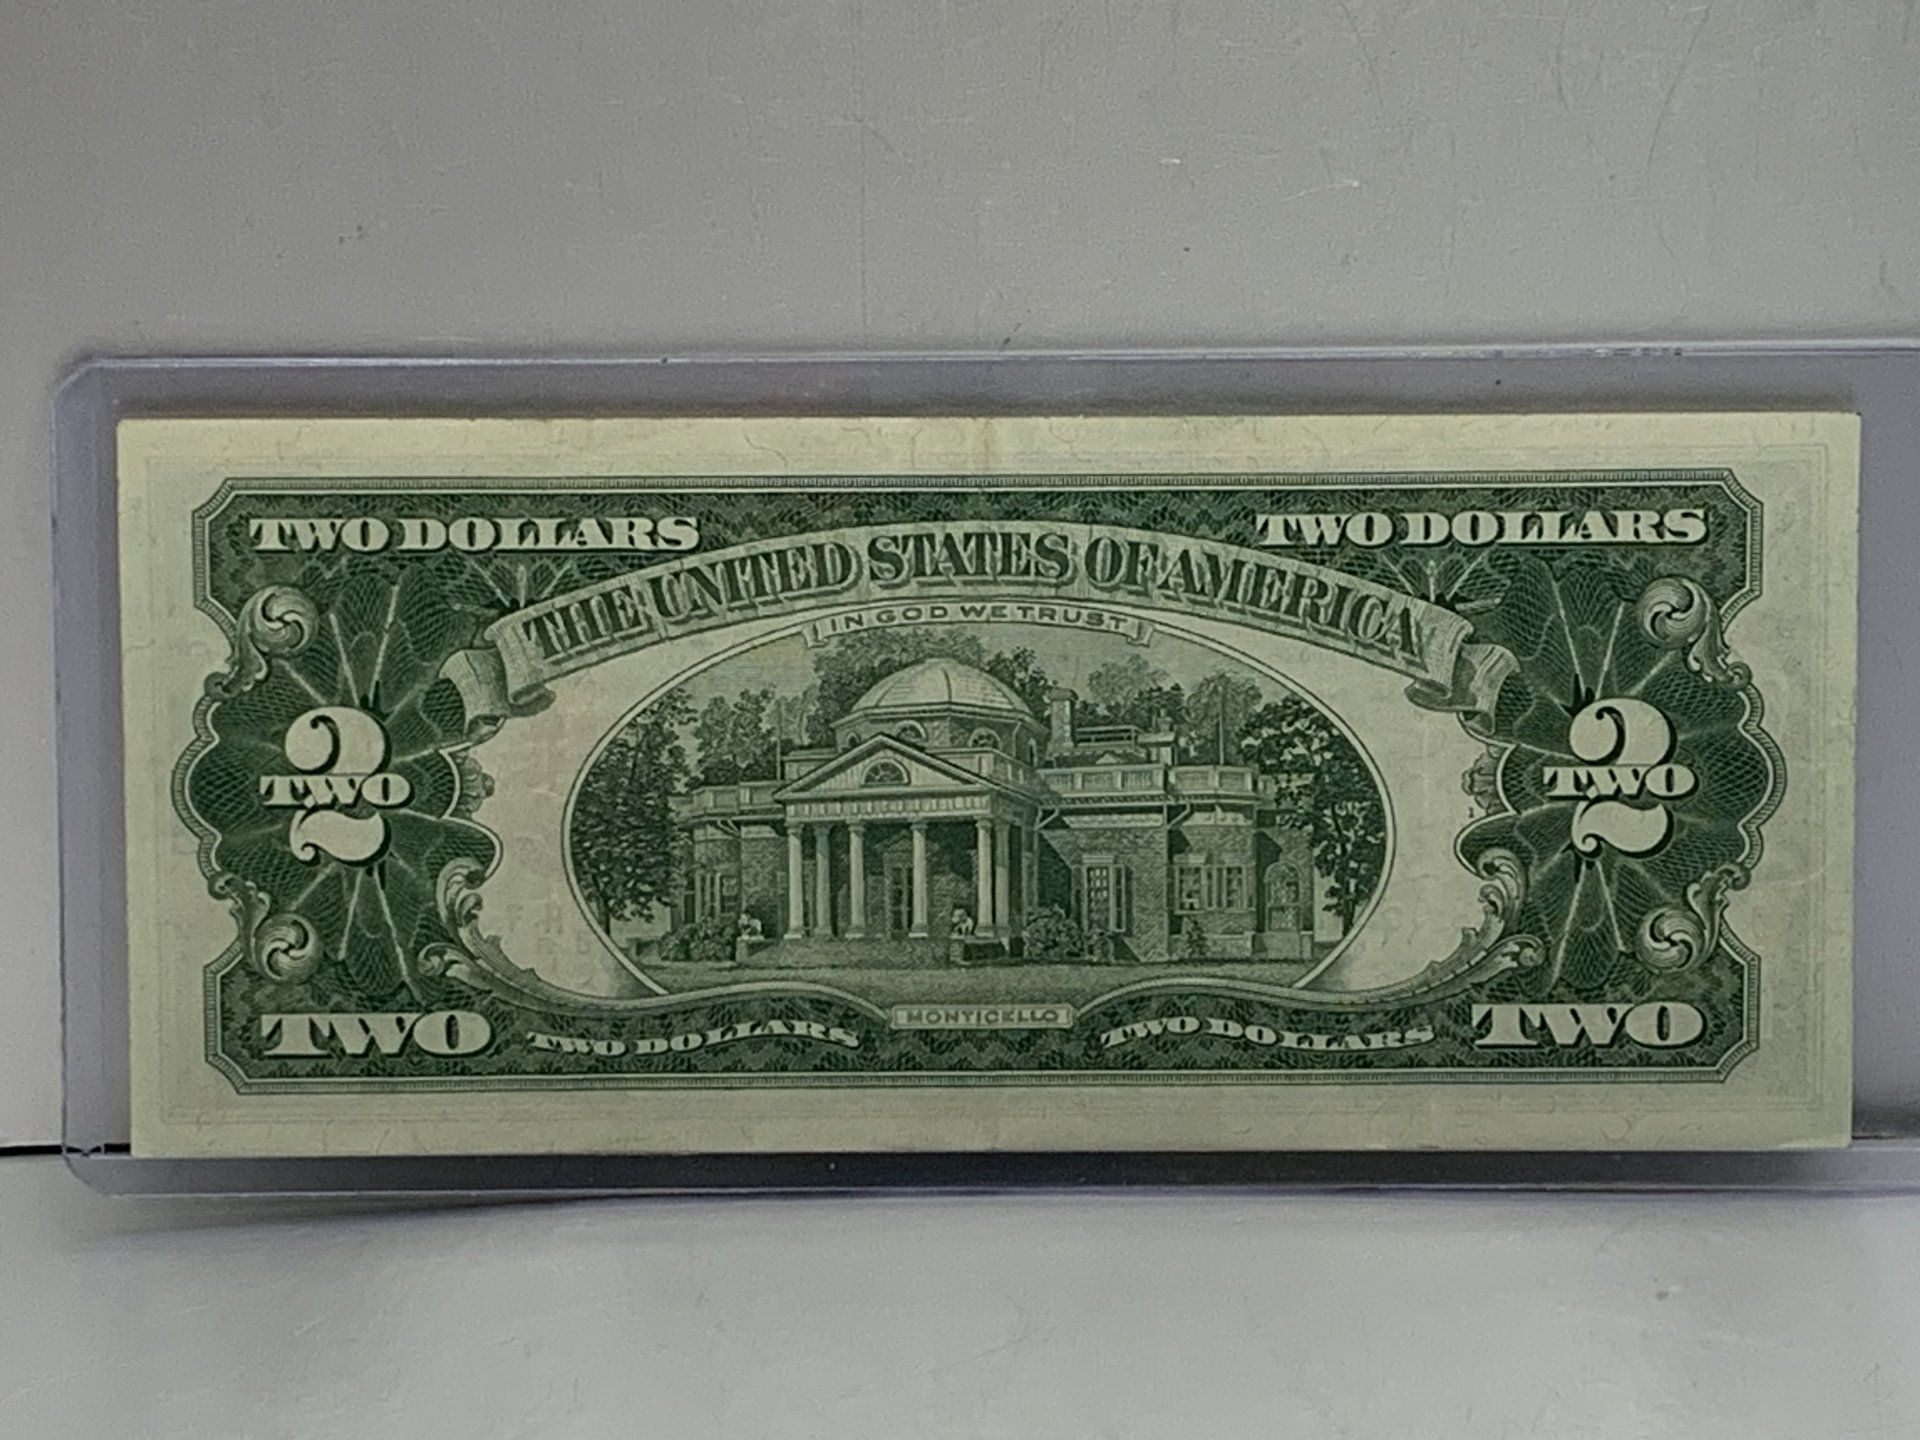 TWO DOLLARS
TWO DOLLARS
THE UNITED STATES OF AMERICA
IN GOD WE TRUST
2
TWO
2
TWO
MONTICELLO
TWO
TWO DOLLARS
TWO DOLLARS
TWO